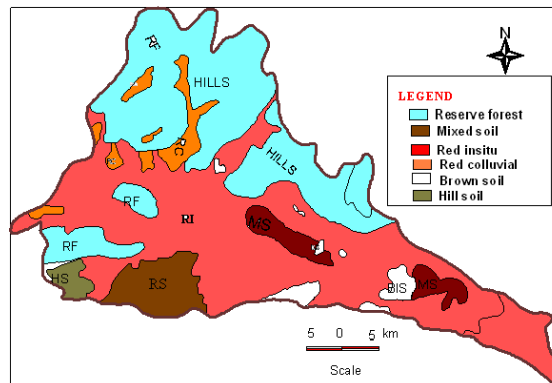 N
RF
HILLS
LEGEND
Reserve forest
Mixed soil
Red insitu
Red colluvial
Brown soil
Hill soil
RC
HILLS
RF
RI
MS
RF
HS
RS
BIS
MS
5 0 5 km
Scale